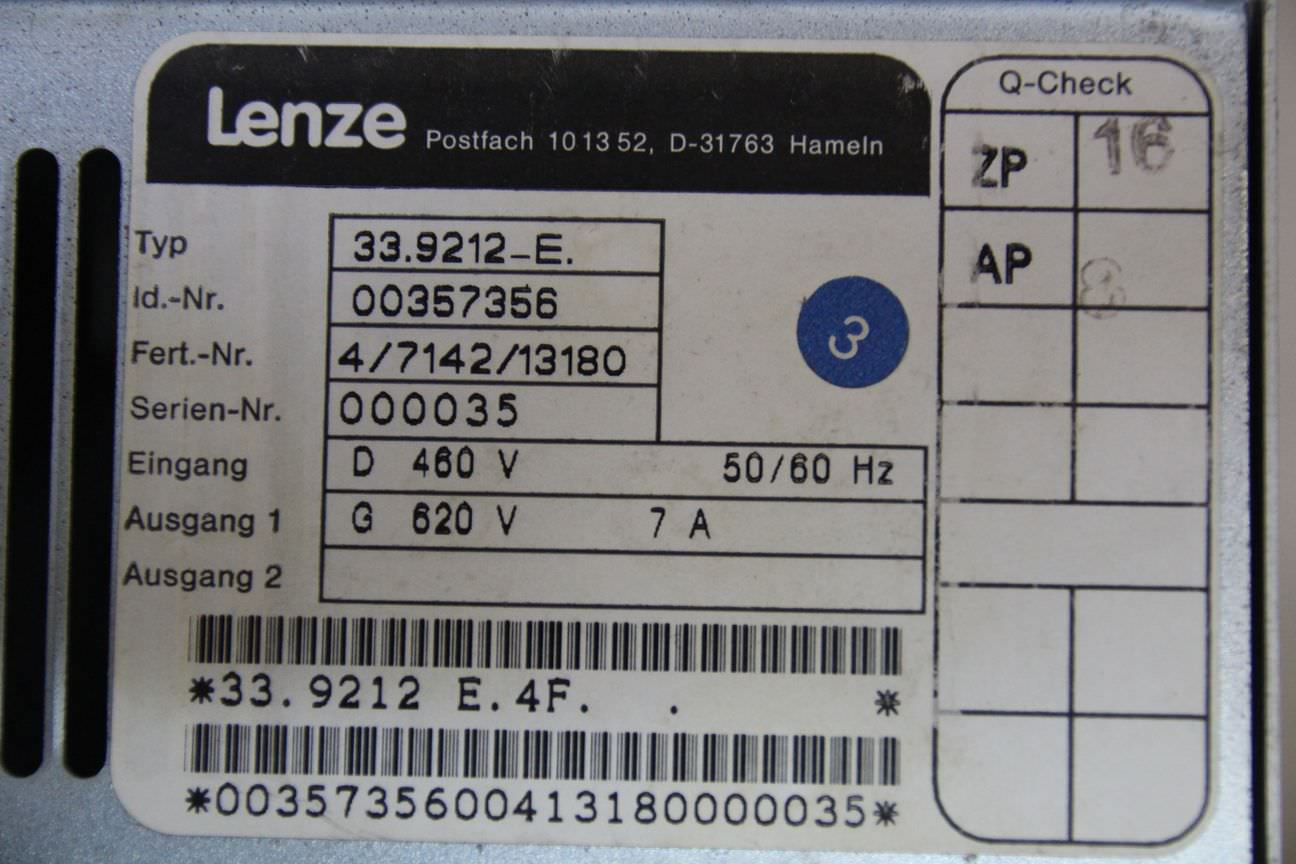 Lenze Postfach 10 13 52, D-31763 Hameln
Q-Check
ZP 16
AP 8
Typ 33.9212-E.
Id.-Nr. 00357356
Fert.-Nr. 4/7142/13180
Serien-Nr. 000035
3
Eingang D 460 V 50/60 Hz
Ausgang 1 G 620 V 7 A
Ausgang 2
*33.9212 E.4F. . *
*00357356004131800000035*